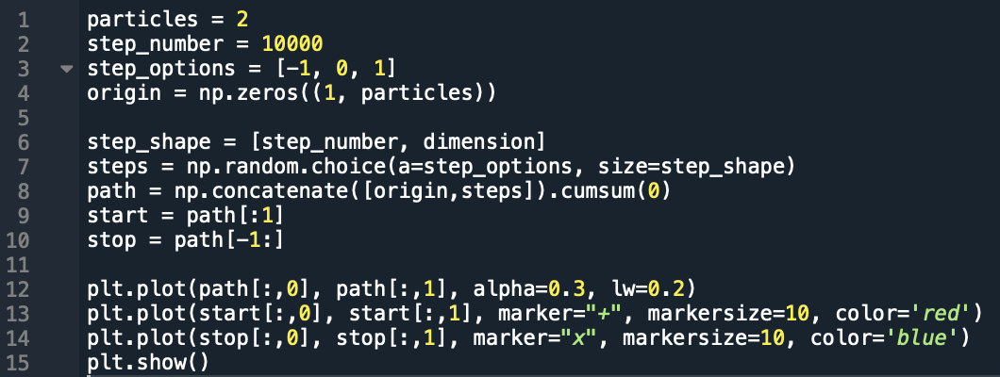 1 particles = 2
2 step_number = 10000
3 step_options = [-1, 0, 1]
4 origin = np.zeros((1, particles))
5
6 step_shape = [step_number, dimension]
7 steps = np.random.choice(a=step_options, size=step_shape)
8 path = np.concatenate([origin,steps]).cumsum(0)
9 start = path[:1]
10 stop = path[-1:]
11
12 plt.plot(path[:,0], path[:,1], alpha=0.3, lw=0.2)
13 plt.plot(start[:,0], start[:,1], marker="+", markersize=10, color='red')
14 plt.plot(stop[:,0], stop[:,1], marker="x", markersize=10, color='blue')
15 plt.show()